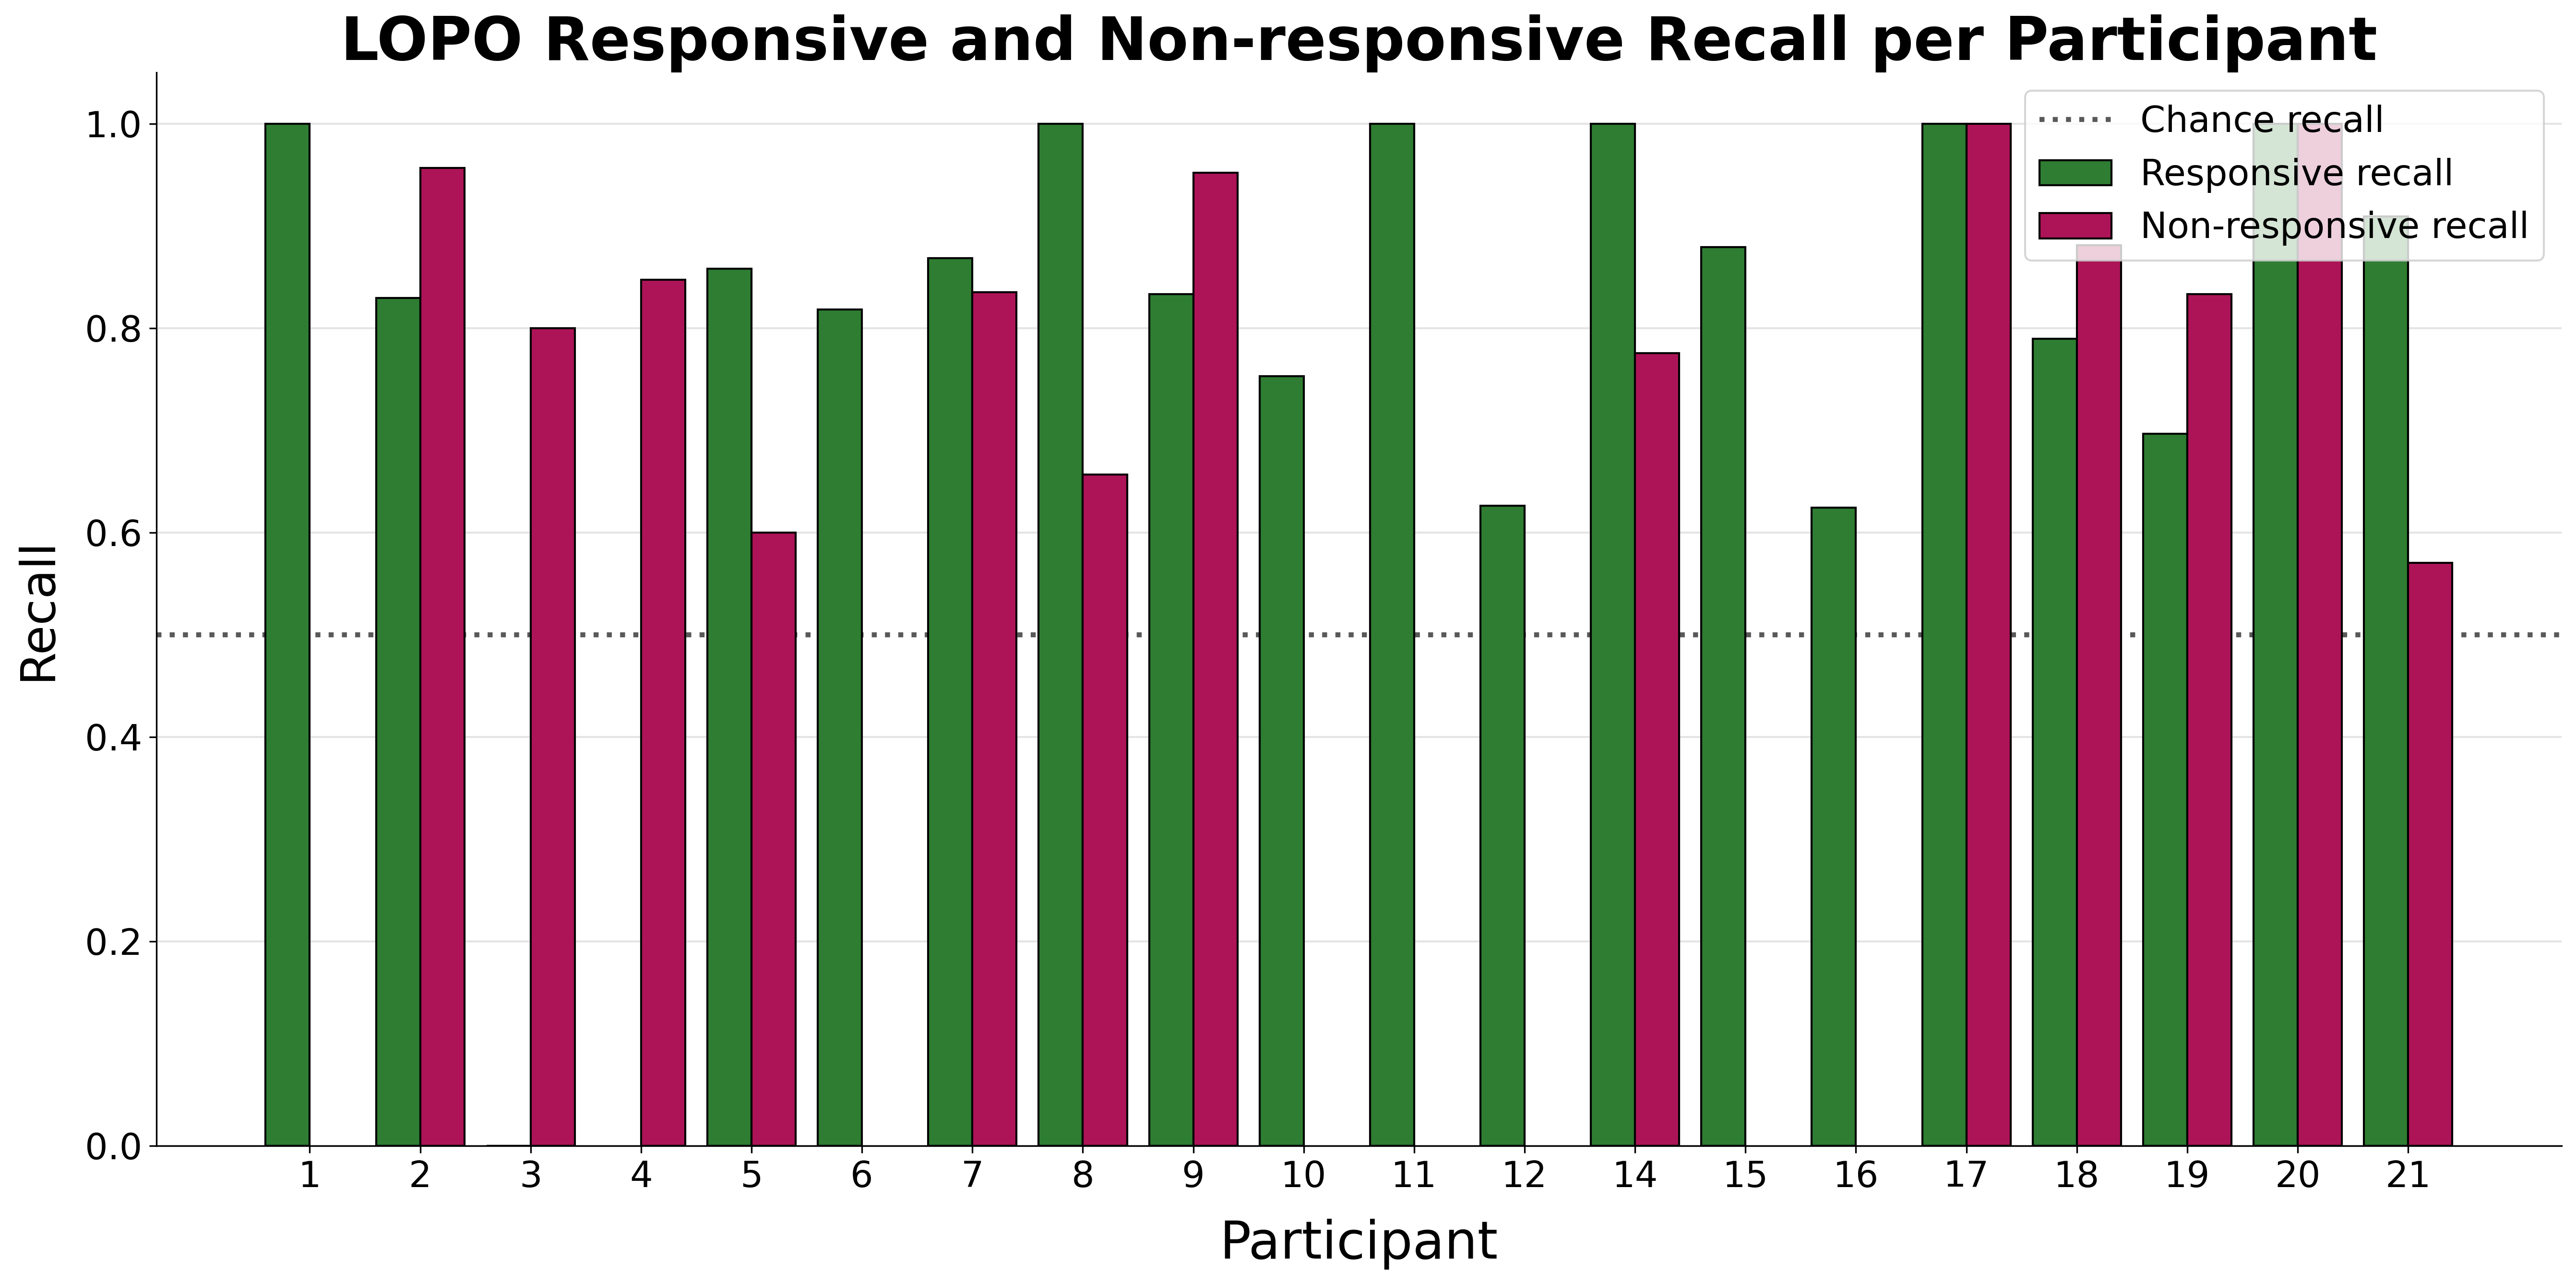 LOPO Responsive and Non-responsive Recall per Participant
Chance recall
Responsive recall
Non-responsive recall
1.0
0.8
0.6
0.4
0.2
0.0
Recall
1 2 3 4 5 6 7 8 9 10 11 12 14 15 16 17 18 19 20 21
Participant